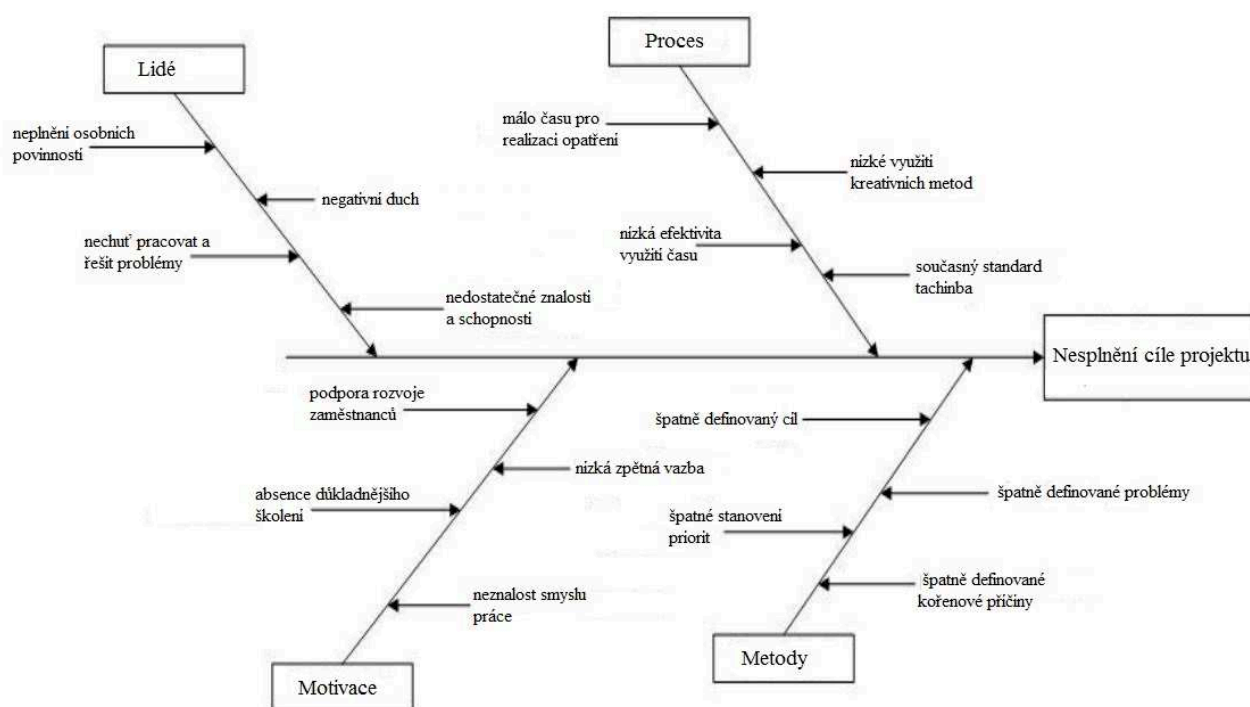 Lidé
neplnění osobních
povinností
negativní duch
nechuť pracovat a
řešit problémy
nedostatečné znalosti
a schopnosti
Proces
málo času pro
realizaci opatření
nízké využití
kreativních metod
nízká efektivita
využití času
současný standard
tachinba
Nesplnění cíle projektu
podpora rozvoje
zaměstnanců
nízká zpětná vazba
absence důkladnějšího
školení
neznalost smyslu
práce
Motivace
špatně definovaný cíl
špatně definované problémy
špatné stanovení
priorit
špatně definované
kořenové příčiny
Metody